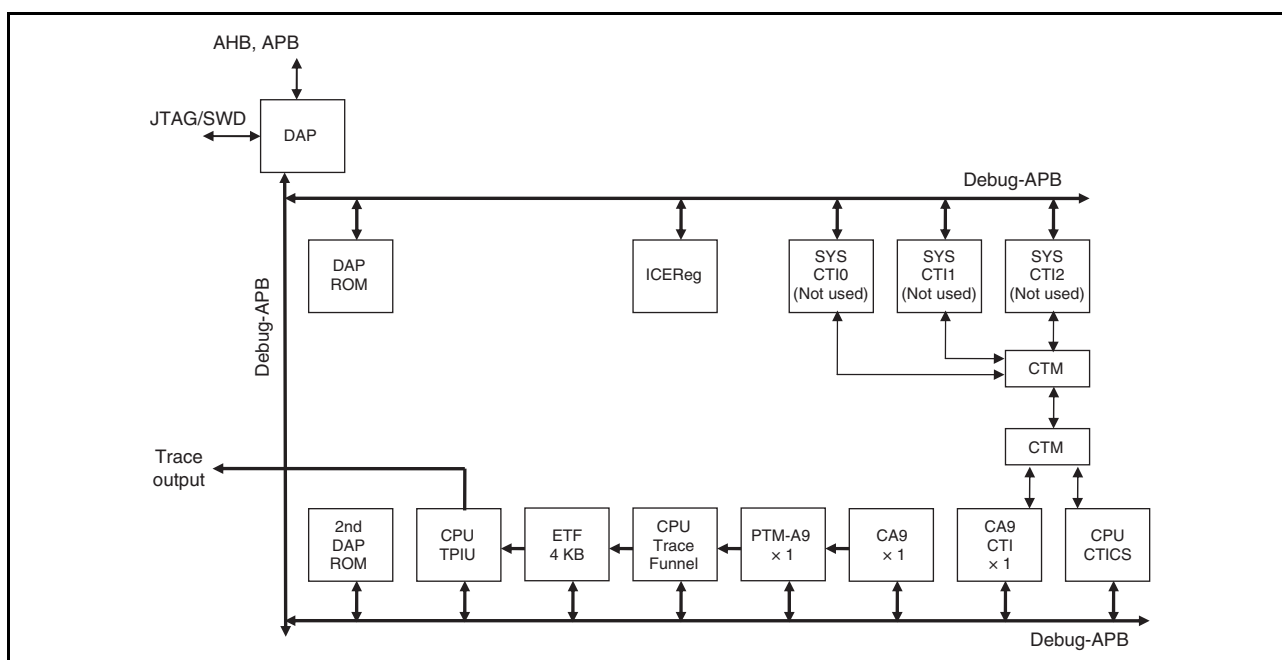 AHB, APB
JTAG/SWD
DAP
Debug-APB
DAP
ROM
ICEReg
SYS
CTI0
(Not used)
SYS
CTI1
(Not used)
SYS
CTI2
(Not used)
Debug-APB
CTM
CTM
Trace
output
2nd
DAP
ROM
CPU
TPIU
ETF
4 KB
CPU
Trace
Funnel
PTM-A9
× 1
CA9
× 1
CA9
CTI
× 1
CPU
CTICS
Debug-APB